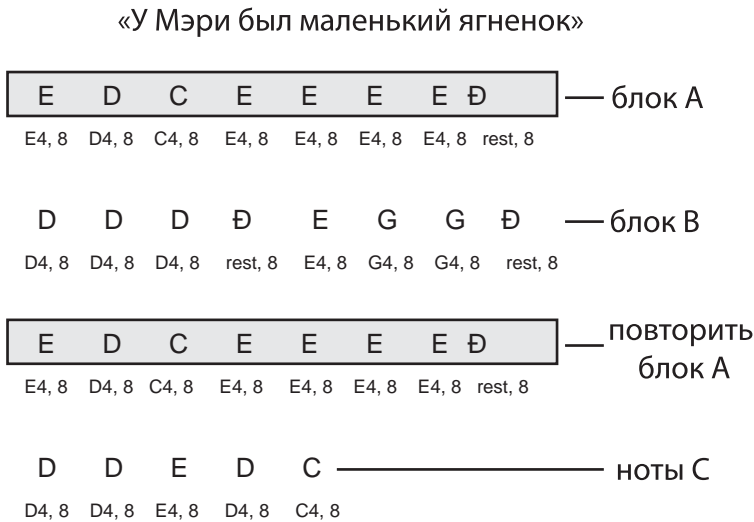 «У Мэри был маленький ягненок»
E D C E E E E Đ блок A
E4, 8 D4, 8 C4, 8 E4, 8 E4, 8 E4, 8 E4, 8 rest, 8
D D D Đ E G G Đ блок B
D4, 8 D4, 8 D4, 8 rest, 8 E4, 8 G4, 8 G4, 8 rest, 8
E D C E E E E Đ повторить
блок A
E4, 8 D4, 8 C4, 8 E4, 8 E4, 8 E4, 8 E4, 8 rest, 8
D D E D C ноты C
D4, 8 D4, 8 E4, 8 D4, 8 C4, 8